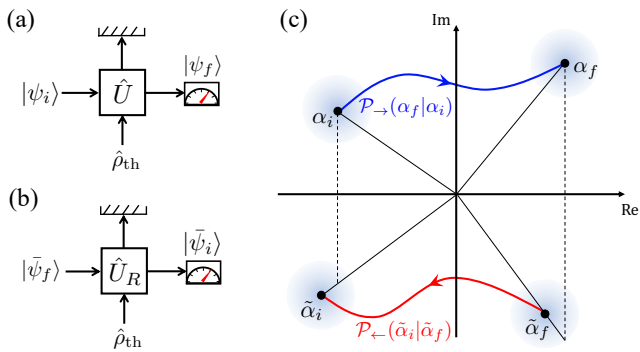 (a)
|ψ_i⟩
Û
|ψ_f⟩
ρ̂_th
(b)
|ψ̄_f⟩
Û_R
|ψ̄_i⟩
ρ̂_th
(c)
Im
Re
α_i
P_→(α_f|α_i)
α_f
α̃_i
P_←(α̃_i|α̃_f)
α̃_f